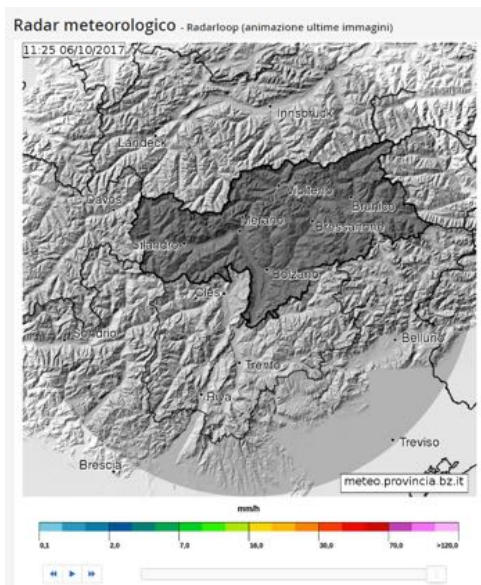 Radar meteorologico - Radarloop (animazione ultime immagini)
11:25 06/10/2017
Innsbruck
Landeck
Davos
Vipiteno
Brunico
Merano
Bressanone
Silandro
Bolzano
Cles
Sondrio
Belluno
Trento
Riva
Treviso
Brescia
meteo.provincia.bz.it
mm/h
0,1 2,0 7,0 16,0 30,0 70,0 >120,0